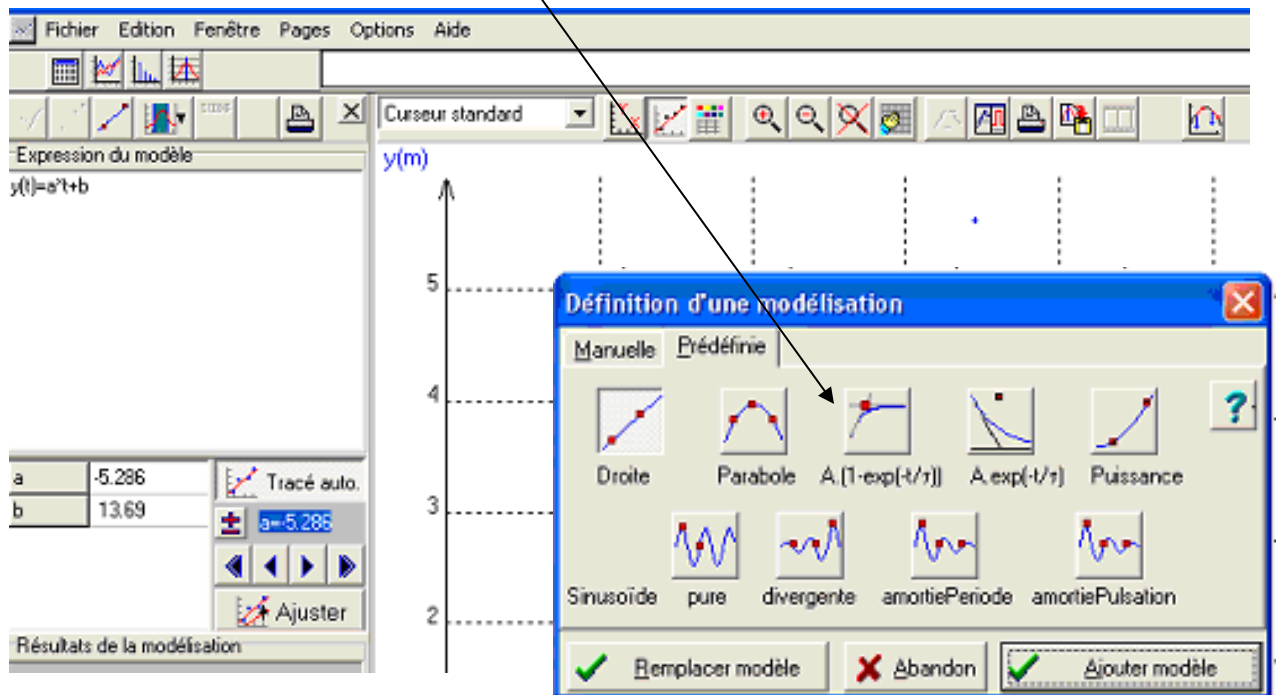 Fichier Edition Fenêtre Pages Options Aide
Curseur standard
Expression du modèle
y(t)=a*t+b
y(m)
5
4
3
2
a -5.286
b 13.69
Tracé auto.
± a=-5.286
Ajuster
Résultats de la modélisation
Définition d'une modélisation
Manuelle Prédéfinie
?
Droite Parabole A.(1-exp(-t/τ)) A.exp(-t/τ) Puissance
Sinusoïde pure divergente amortiePeriode amortiePulsation
Remplacer modèle Abandon Ajouter modèle